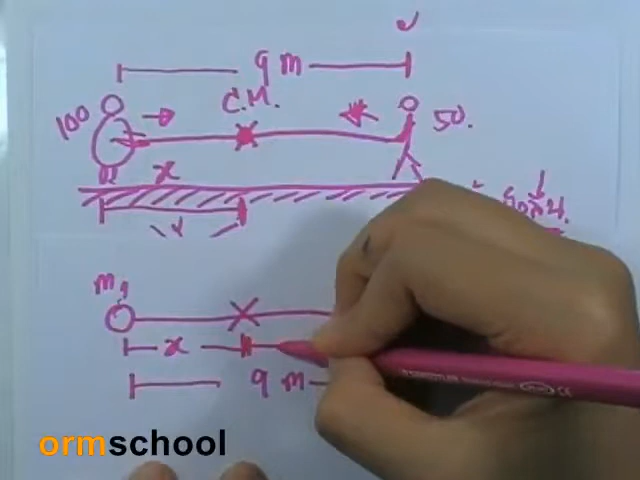 9 m
C.M.
100
50.
x
m₁
x
9 m
ormschool